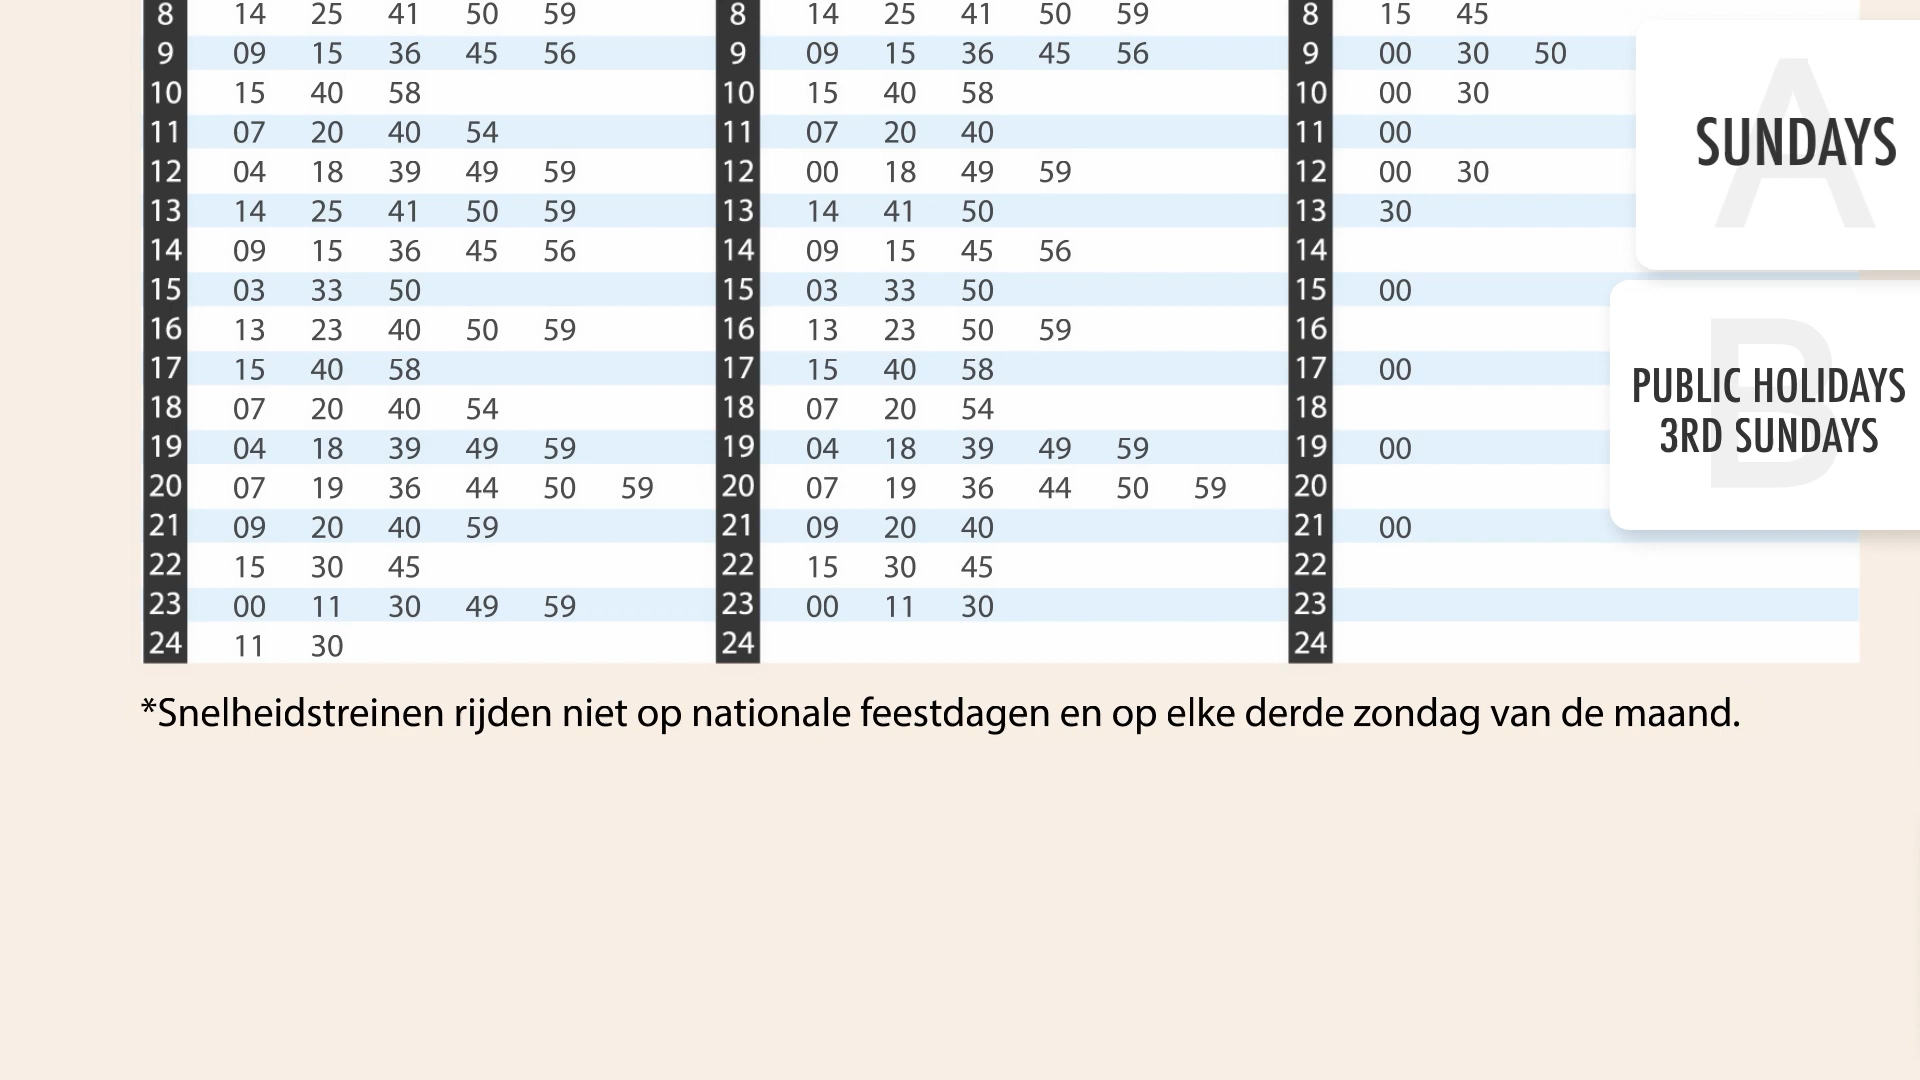 8 14 25 41 50 59 8 14 25 41 50 59 8 15 45
9 09 15 36 45 56 9 09 15 36 45 56 9 00 30 50
10 15 40 58 10 15 40 58 10 00 30
11 07 20 40 54 11 07 20 40 11 00
12 04 18 39 49 59 12 00 18 49 59 12 00 30
13 14 25 41 50 59 13 14 41 50 13 30
14 09 15 36 45 56 14 09 15 45 56 14
15 03 33 50 15 03 33 50 15 00
16 13 23 40 50 59 16 13 23 50 59 16
17 15 40 58 17 15 40 58 17 00
18 07 20 40 54 18 07 20 54 18
19 04 18 39 49 59 19 04 18 39 49 59 19 00
20 07 19 36 44 50 59 20 07 19 36 44 50 59 20
21 09 20 40 59 21 09 20 40 21 00
22 15 30 45 22 15 30 45 22
23 00 11 30 49 59 23 00 11 30 23
24 11 30 24 24
*Snelheidstreinen rijden niet op nationale feestdagen en op elke derde zondag van de maand.
A
SUNDAYS
B
PUBLIC HOLIDAYS
3RD SUNDAYS